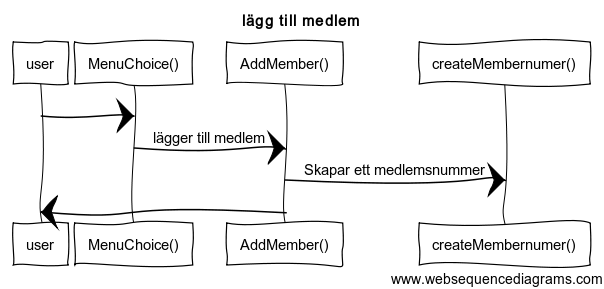 lägg till medlem
user
MenuChoice()
AddMember()
createMembernumer()
lägger till medlem
Skapar ett medlemsnummer
user
MenuChoice()
AddMember()
createMembernumer()
www.websequencediagrams.com